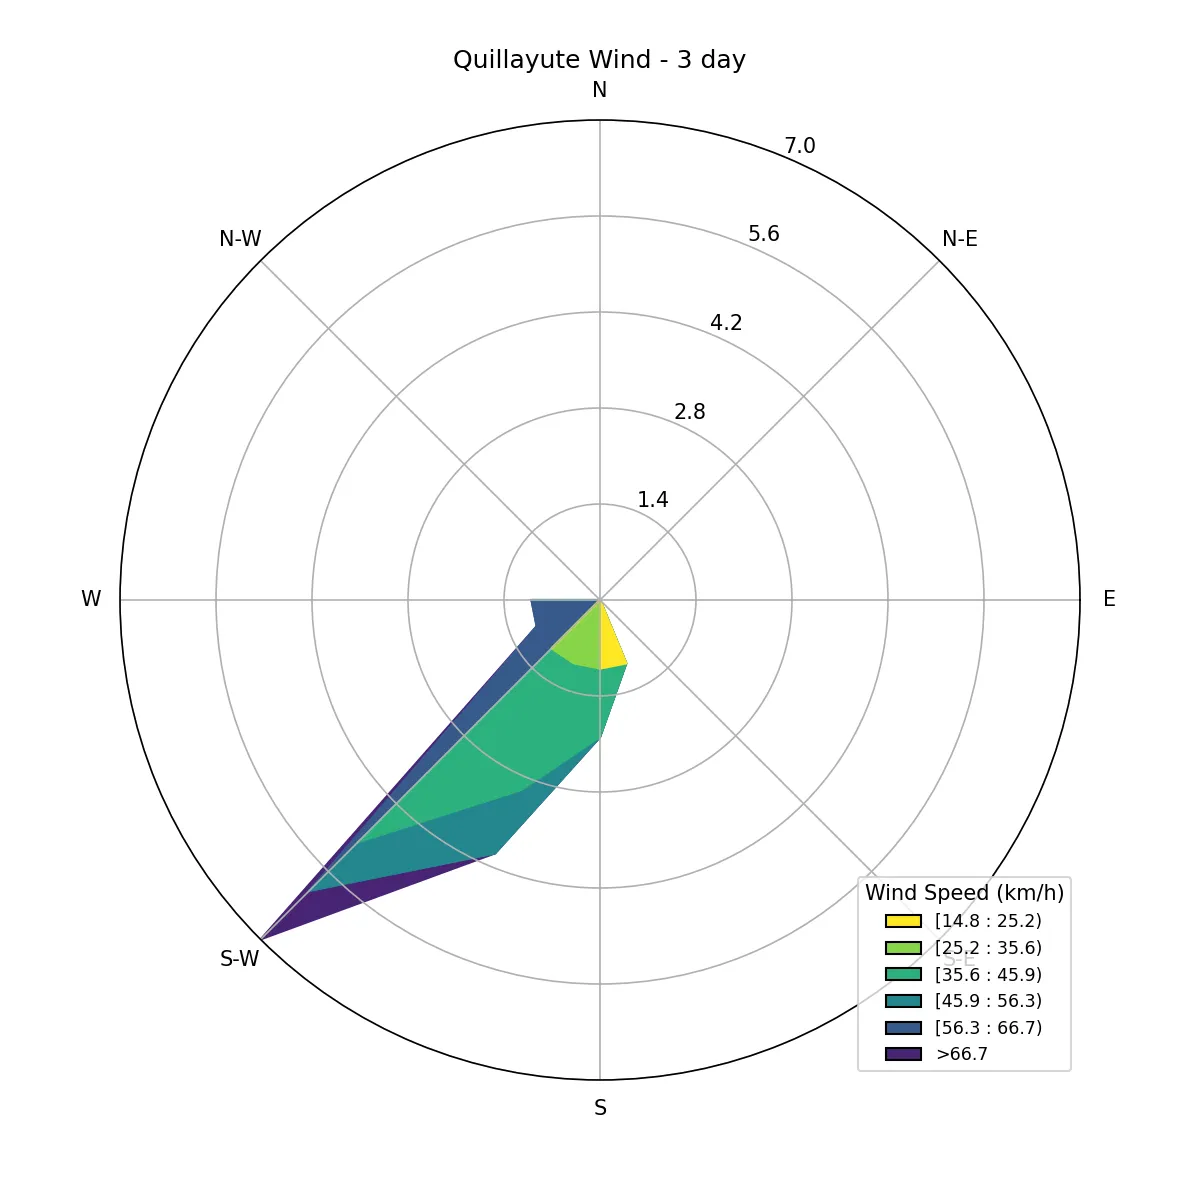 Quillayute Wind - 3 day
N
7.0
N-W
5.6
N-E
4.2
2.8
1.4
W
E
S-W
S-E
Wind Speed (km/h)
[14.8 : 25.2)
[25.2 : 35.6)
[35.6 : 45.9)
[45.9 : 56.3)
[56.3 : 66.7)
>66.7
S